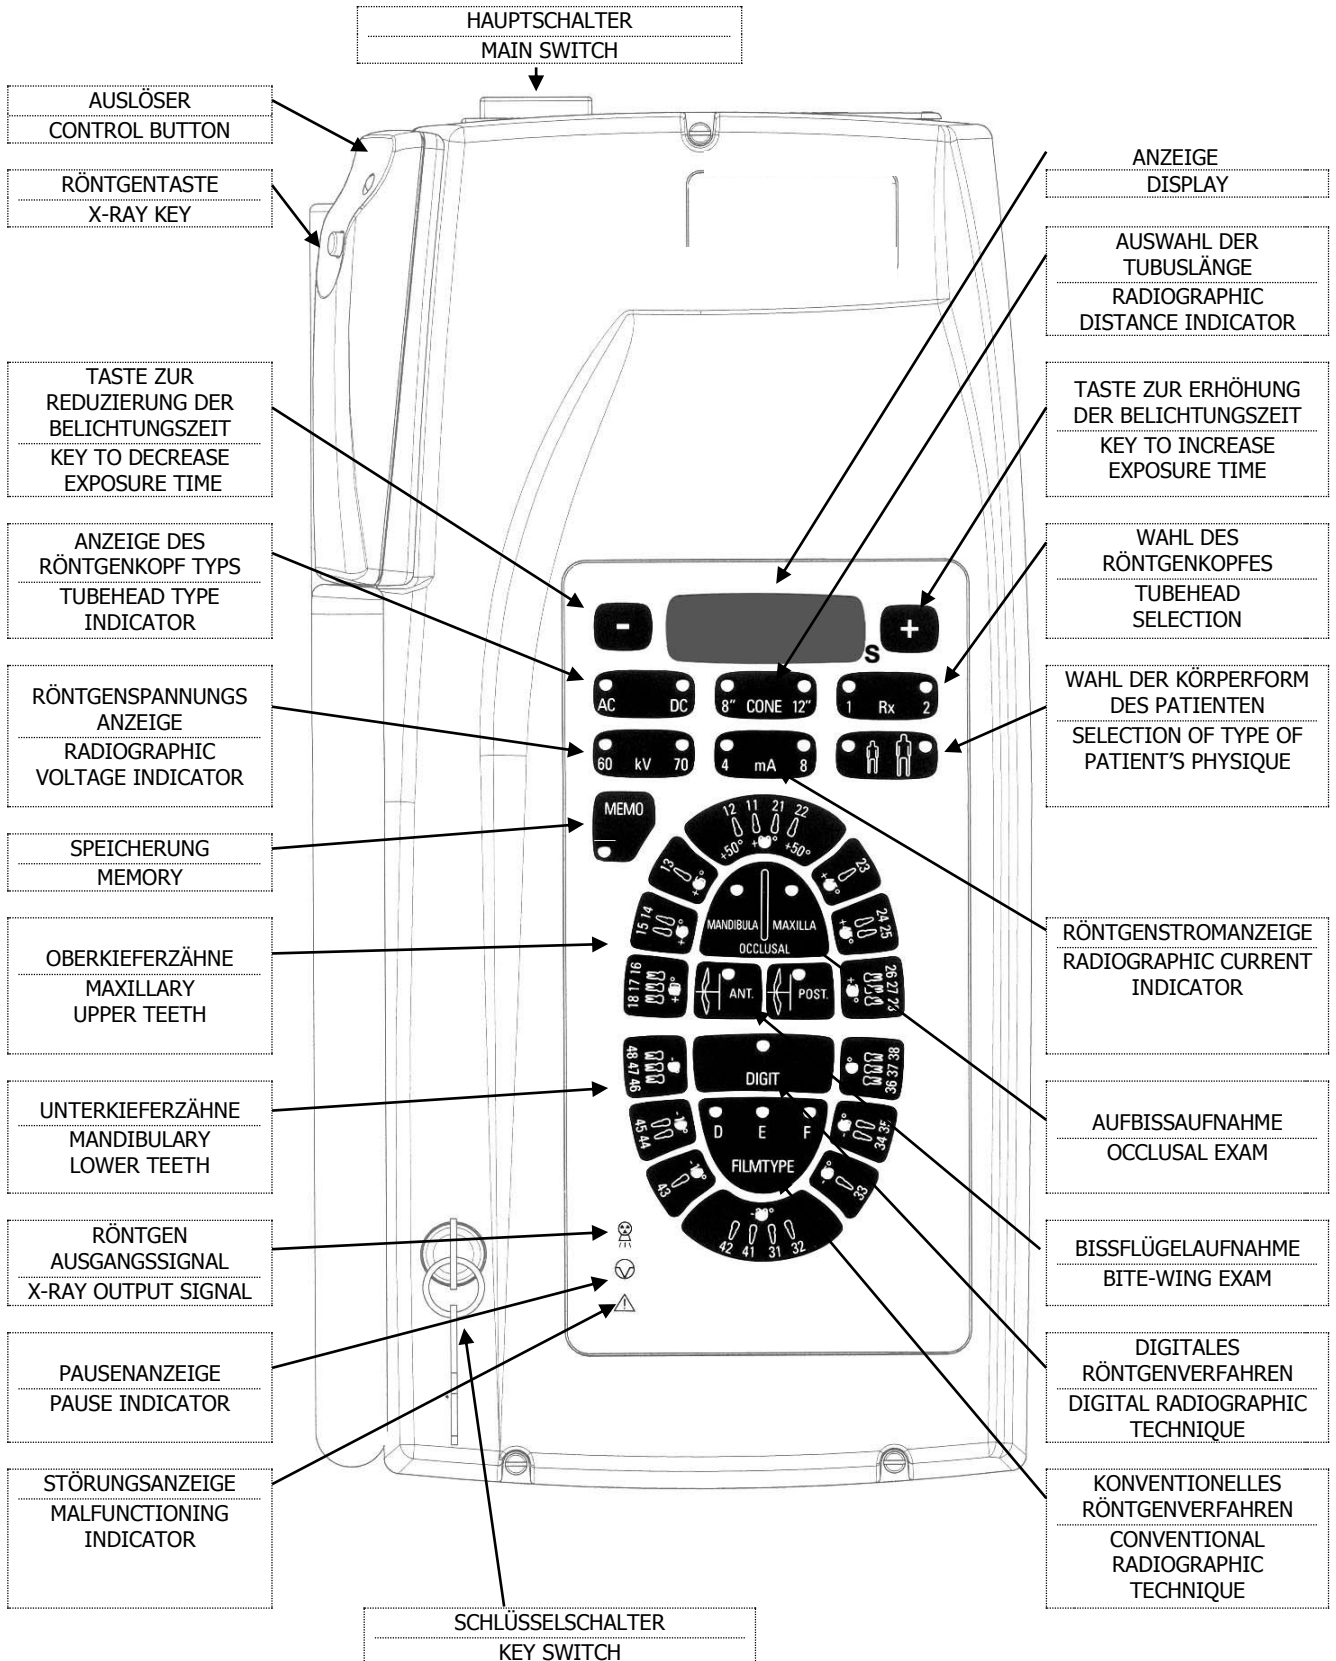 HAUPTSCHALTER
MAIN SWITCH
AUSLÖSER
CONTROL BUTTON
RÖNTGENTASTE
X-RAY KEY
TASTE ZUR
REDUZIERUNG DER
BELICHTUNGSZEIT
KEY TO DECREASE
EXPOSURE TIME
ANZEIGE DES
RÖNTGENKOPF TYPS
TUBEHEAD TYPE
INDICATOR
RÖNTGENSPANNUNGS
ANZEIGE
RADIOGRAPHIC
VOLTAGE INDICATOR
SPEICHERUNG
MEMORY
OBERKIEFERZÄHNE
MAXILLARY
UPPER TEETH
UNTERKIEFERZÄHNE
MANDIBULARY
LOWER TEETH
RÖNTGEN
AUSGANGSSIGNAL
X-RAY OUTPUT SIGNAL
PAUSENANZEIGE
PAUSE INDICATOR
STÖRUNGSANZEIGE
MALFUNCTIONING
INDICATOR
SCHLÜSSELSCHALTER
KEY SWITCH
- + S
AC DC 8" CONE 12" 1 Rx 2
60 kV 70 4 mA 8
MEMO
12 11 21 22
+50° +50°
13 23
15 14 24 25
18 17 16 26 27
MANDIBULA MAXILLA
OCCLUSAL
ANT. POST.
48 47 46 36 37 38
DIGIT
45 44 34 35
D E F
FILMTYPE
43 33
42 41 31 32
ANZEIGE
DISPLAY
AUSWAHL DER
TUBUSLÄNGE
RADIOGRAPHIC
DISTANCE INDICATOR
TASTE ZUR ERHÖHUNG
DER BELICHTUNGSZEIT
KEY TO INCREASE
EXPOSURE TIME
WAHL DES
RÖNTGENKOPFES
TUBEHEAD
SELECTION
WAHL DER KÖRPERFORM
DES PATIENTEN
SELECTION OF TYPE OF
PATIENT'S PHYSIQUE
RÖNTGENSTROMANZEIGE
RADIOGRAPHIC CURRENT
INDICATOR
AUFBISSAUFNAHME
OCCLUSAL EXAM
BISSFLÜGELAUFNAHME
BITE-WING EXAM
DIGITALES
RÖNTGENVERFAHREN
DIGITAL RADIOGRAPHIC
TECHNIQUE
KONVENTIONELLES
RÖNTGENVERFAHREN
CONVENTIONAL
RADIOGRAPHIC
TECHNIQUE